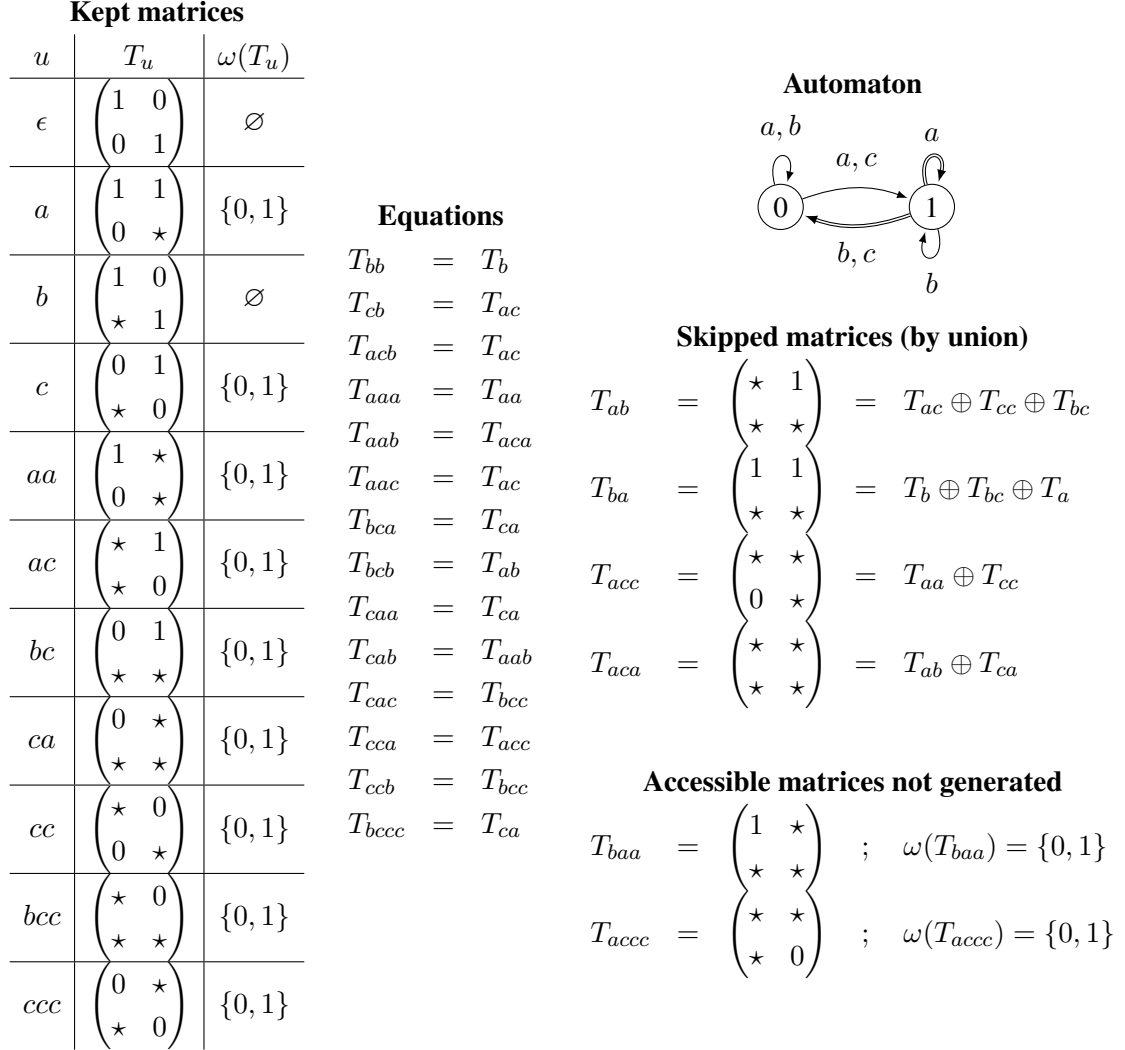 Kept matrices
u T_u ω(T_u)
ϵ (1 0 / 0 1) ∅
a (1 1 / 0 ⋆) {0, 1}
b (1 0 / ⋆ 1) ∅
c (0 1 / ⋆ 0) {0, 1}
aa (1 ⋆ / 0 ⋆) {0, 1}
ac (⋆ 1 / ⋆ 0) {0, 1}
bc (0 1 / ⋆ ⋆) {0, 1}
ca (0 ⋆ / ⋆ ⋆) {0, 1}
cc (⋆ 0 / 0 ⋆) {0, 1}
bcc (⋆ 0 / ⋆ ⋆) {0, 1}
ccc (0 ⋆ / ⋆ 0) {0, 1}
Equations
T_bb = T_b
T_cb = T_ac
T_acb = T_ac
T_aaa = T_aa
T_aab = T_aca
T_aac = T_ac
T_bca = T_ca
T_bcb = T_ab
T_caa = T_ca
T_cab = T_aab
T_cac = T_bcc
T_cca = T_acc
T_ccb = T_bcc
T_bccc = T_ca
Automaton
a, b
a
a, c
0
1
b, c
b
Skipped matrices (by union)
T_ab = (⋆ 1 / ⋆ ⋆) = T_ac ⊕ T_cc ⊕ T_bc
T_ba = (1 1 / ⋆ ⋆) = T_b ⊕ T_bc ⊕ T_a
T_acc = (⋆ ⋆ / 0 ⋆) = T_aa ⊕ T_cc
T_aca = (⋆ ⋆ / ⋆ ⋆) = T_ab ⊕ T_ca
Accessible matrices not generated
T_baa = (1 ⋆ / ⋆ ⋆) ; ω(T_baa) = {0, 1}
T_accc = (⋆ ⋆ / ⋆ 0) ; ω(T_accc) = {0, 1}